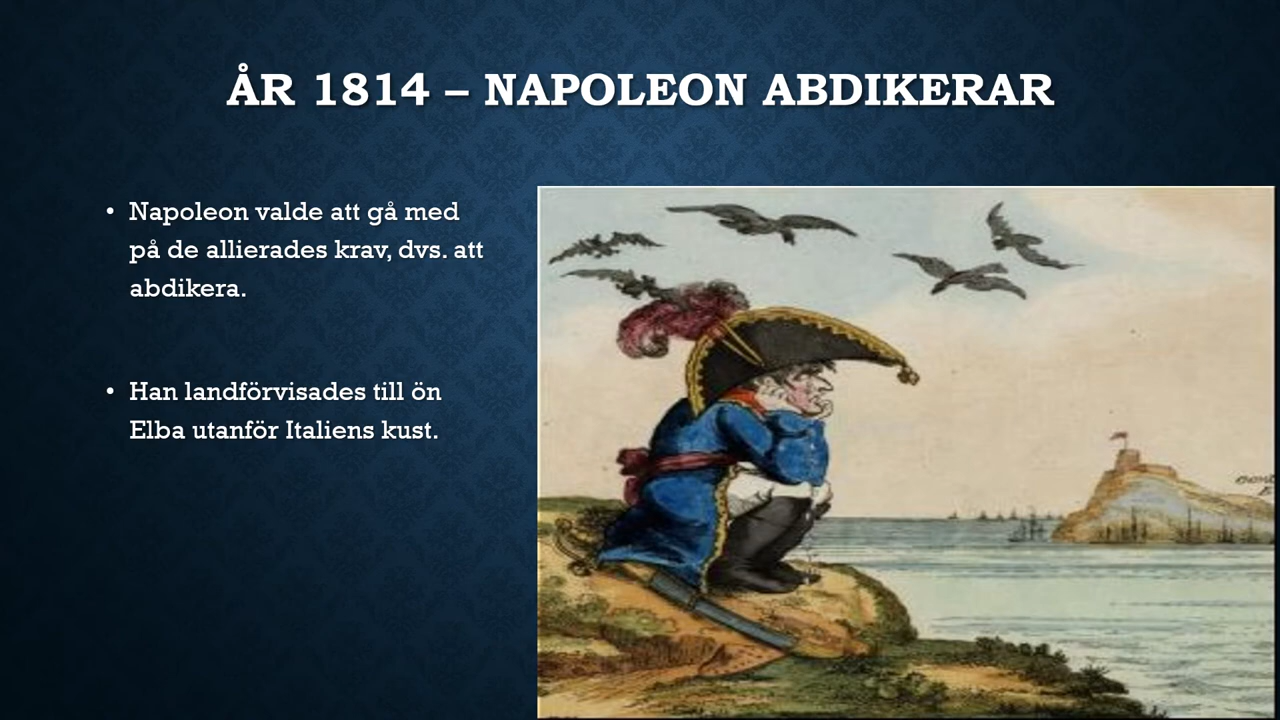 ÅR 1814 – NAPOLEON ABDIKERAR
• Napoleon valde att gå med
på de allierades krav, dvs. att
abdikera.
• Han landförvisades till ön
Elba utanför Italiens kust.